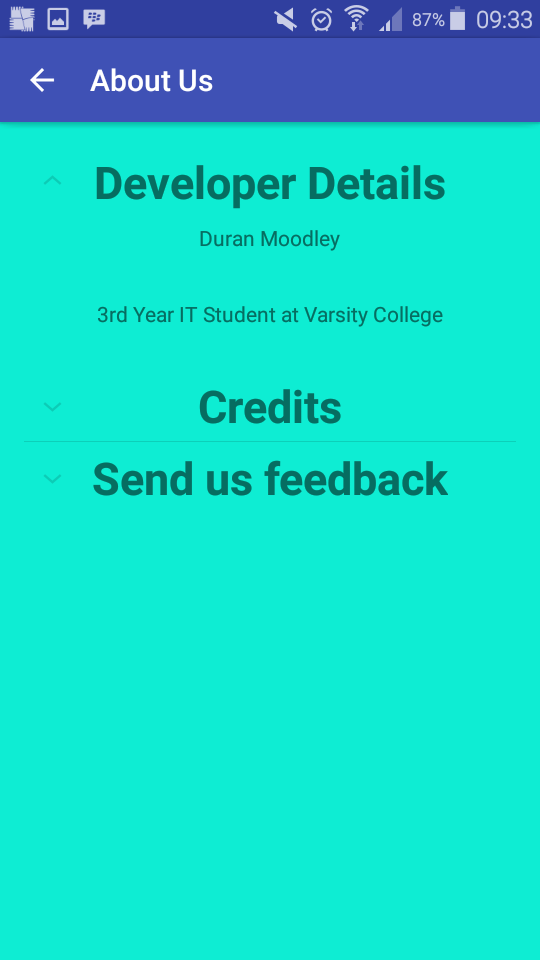 87% 09:33
About Us
Developer Details
Duran Moodley
3rd Year IT Student at Varsity College
Credits
Send us feedback